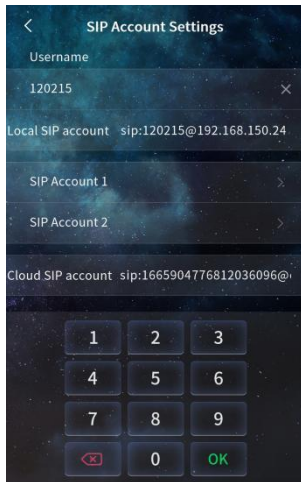 SIP Account Settings
Username
120215
Local SIP account sip:120215@192.168.150.24
SIP Account 1
SIP Account 2
Cloud SIP account sip:1665904776812036096@
1 2 3
4 5 6
7 8 9
0 OK